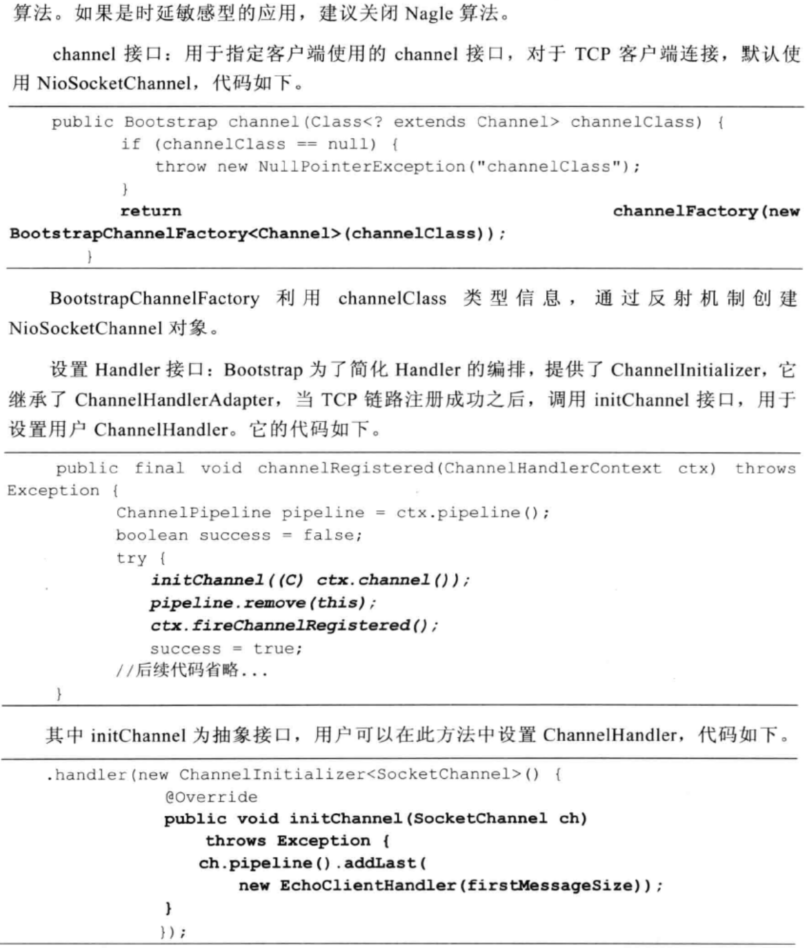 算法。如果是时延敏感型的应用，建议关闭 Nagle 算法。
channel 接口：用于指定客户端使用的 channel 接口，对于 TCP 客户端连接，默认使
用 NioSocketChannel，代码如下。
public Bootstrap channel(Class<? extends Channel> channelClass) {
if (channelClass == null) {
throw new NullPointerException("channelClass");
}
return channelFactory(new
BootstrapChannelFactory<Channel>(channelClass));
}
BootstrapChannelFactory 利用 channelClass 类型信息，通过反射机制创建
NioSocketChannel 对象。
设置 Handler 接口：Bootstrap 为了简化 Handler 的编排，提供了 ChannelInitializer，它
继承了 ChannelHandlerAdapter，当 TCP 链路注册成功之后，调用 initChannel 接口，用于
设置用户 ChannelHandler。它的代码如下。
public final void channelRegistered(ChannelHandlerContext ctx) throws
Exception {
ChannelPipeline pipeline = ctx.pipeline();
boolean success = false;
try {
initChannel((C) ctx.channel());
pipeline.remove(this);
ctx.fireChannelRegistered();
success = true;
//后续代码省略...
}
其中 initChannel 为抽象接口，用户可以在此方法中设置 ChannelHandler，代码如下。
.handler(new ChannelInitializer<SocketChannel>() {
@Override
public void initChannel(SocketChannel ch)
throws Exception {
ch.pipeline().addLast(
new EchoClientHandler(firstMessageSize));
}
});